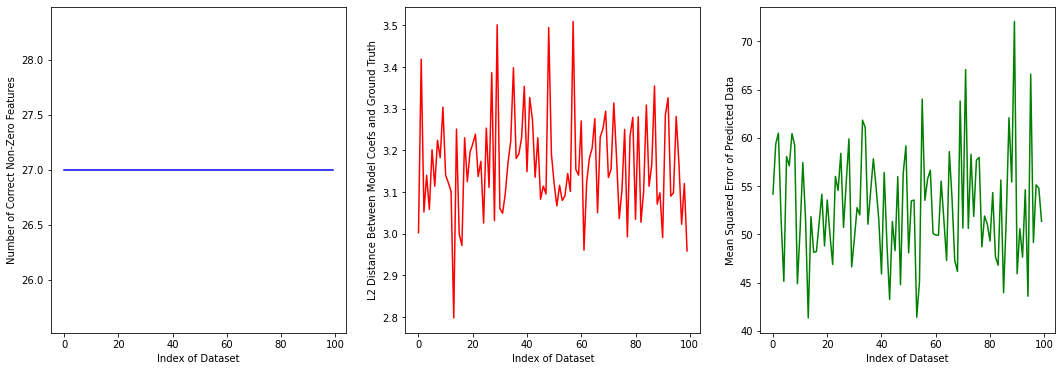 Number of Correct Non-Zero Features
28.0
27.5
27.0
26.5
26.0
0 20 40 60 80 100
Index of Dataset
L2 Distance Between Model Coefs and Ground Truth
3.5
3.4
3.3
3.2
3.1
3.0
2.9
2.8
0 20 40 60 80 100
Index of Dataset
Mean Squared Error of Predicted Data
70
65
60
55
50
45
40
0 20 40 60 80 100
Index of Dataset